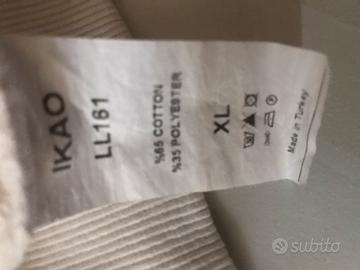 IKAO
LL161
%65 COTTON
%35 POLYESTER
XL
Made in Turkey
subito